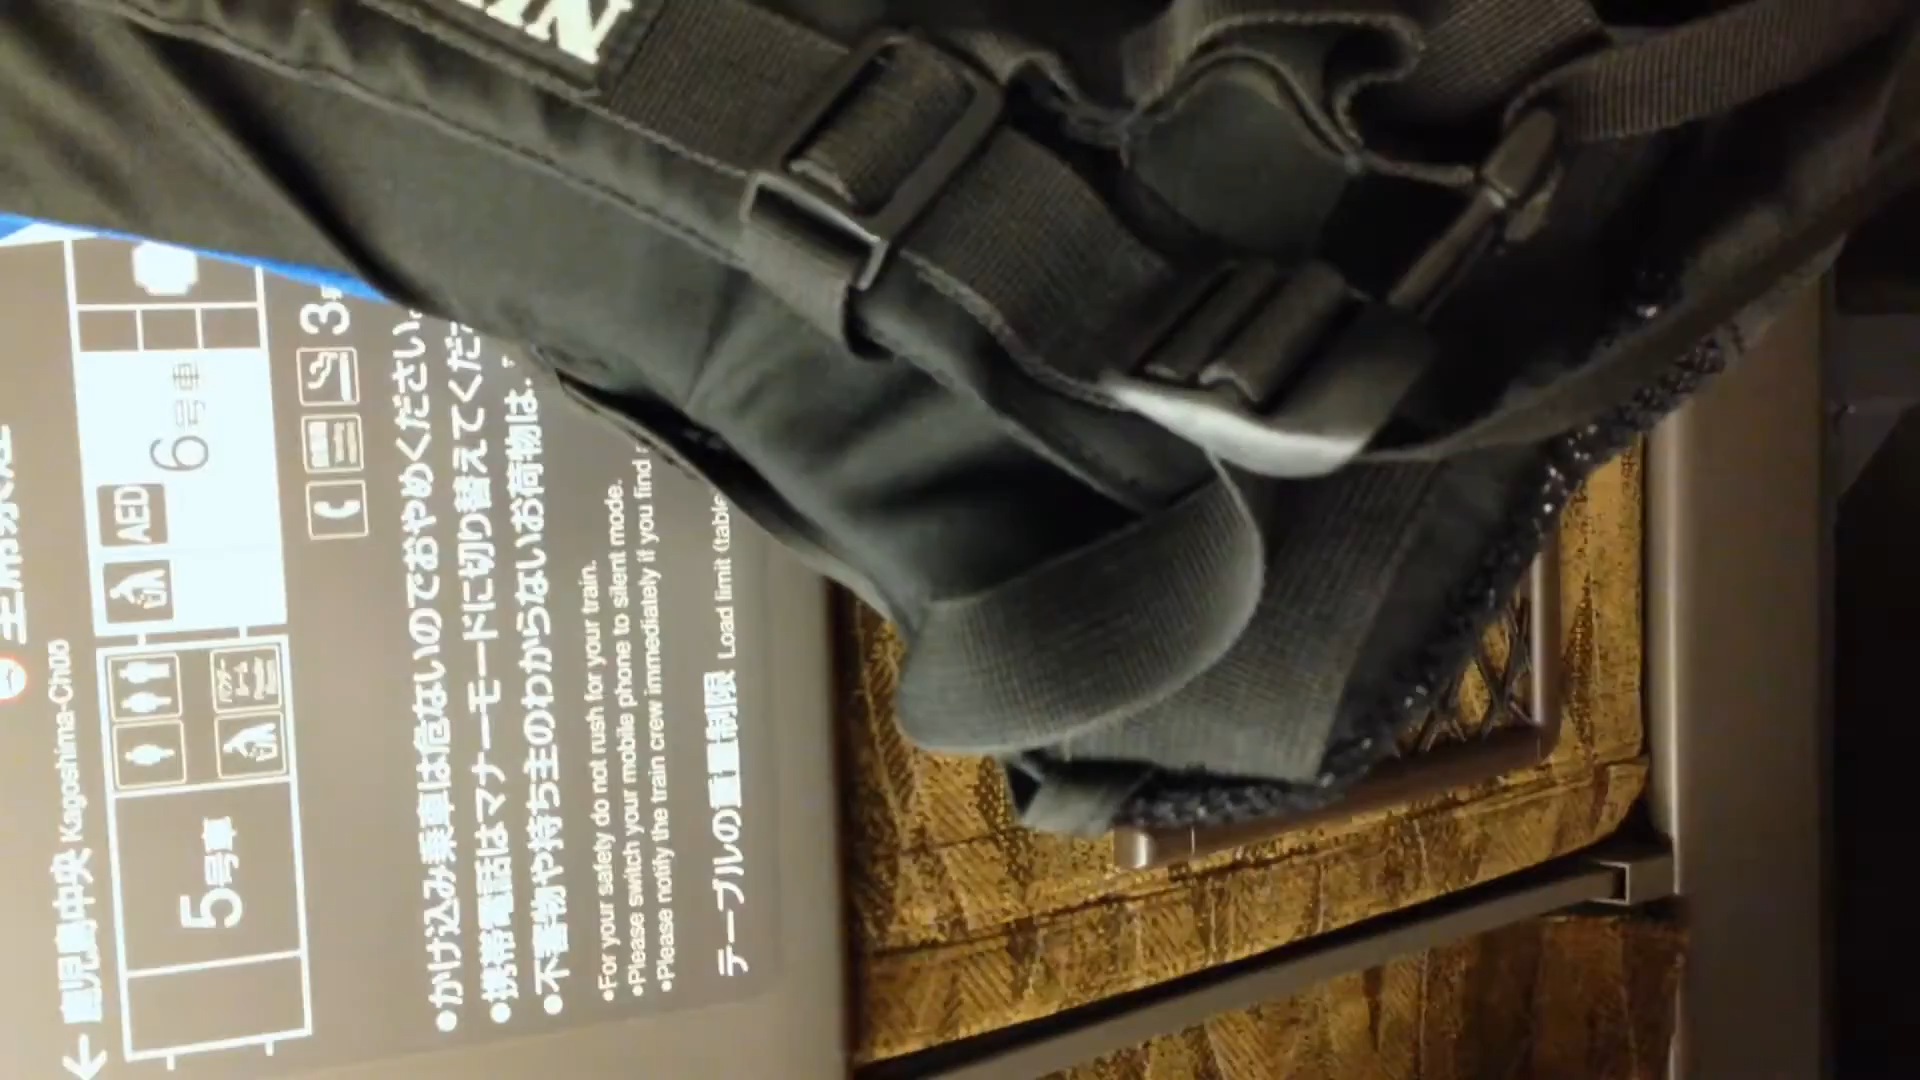 ← 鹿児島中央 Kagoshima-Chūō
5号車
AED
6号車
3
●かけ込み乗車は危ないのでおやめください。
●携帯電話はマナーモードに切り替えてくだ
●不審物や持ち主のわからないお荷物は、
•For your safety do not rush for your train.
•Please switch your mobile phone to silent mode.
•Please notify the train crew immediately if you find
テーブルの重量制限 Load limit (table